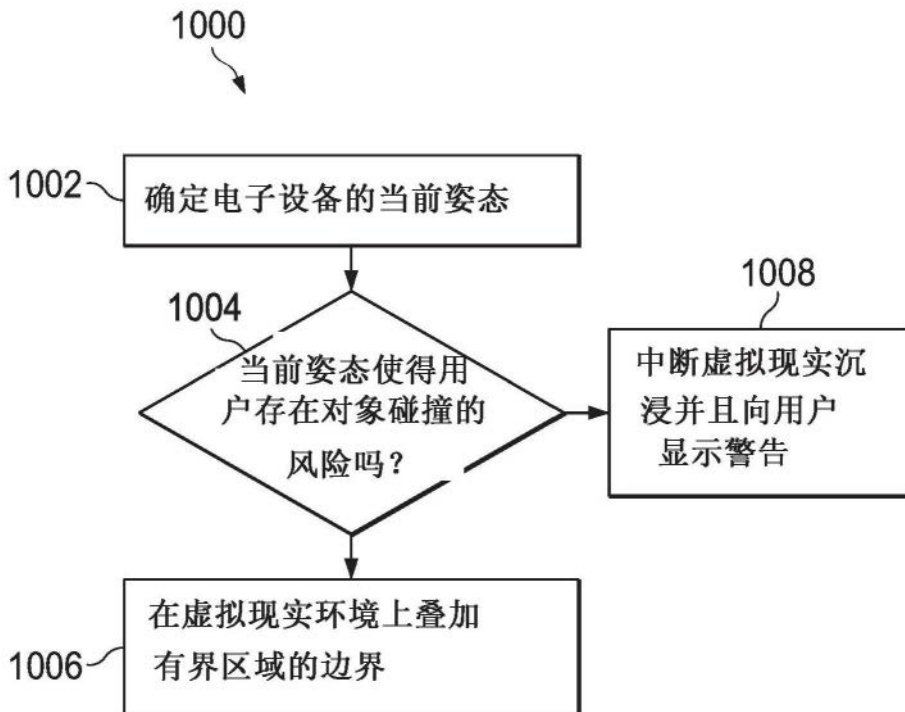 1000
1002
确定电子设备的当前姿态
1004
当前姿态使得用
户存在对象碰撞的
风险吗？
1008
中断虚拟现实沉
浸并且向用户
显示警告
1006
在虚拟现实环境上叠加
有界区域的边界